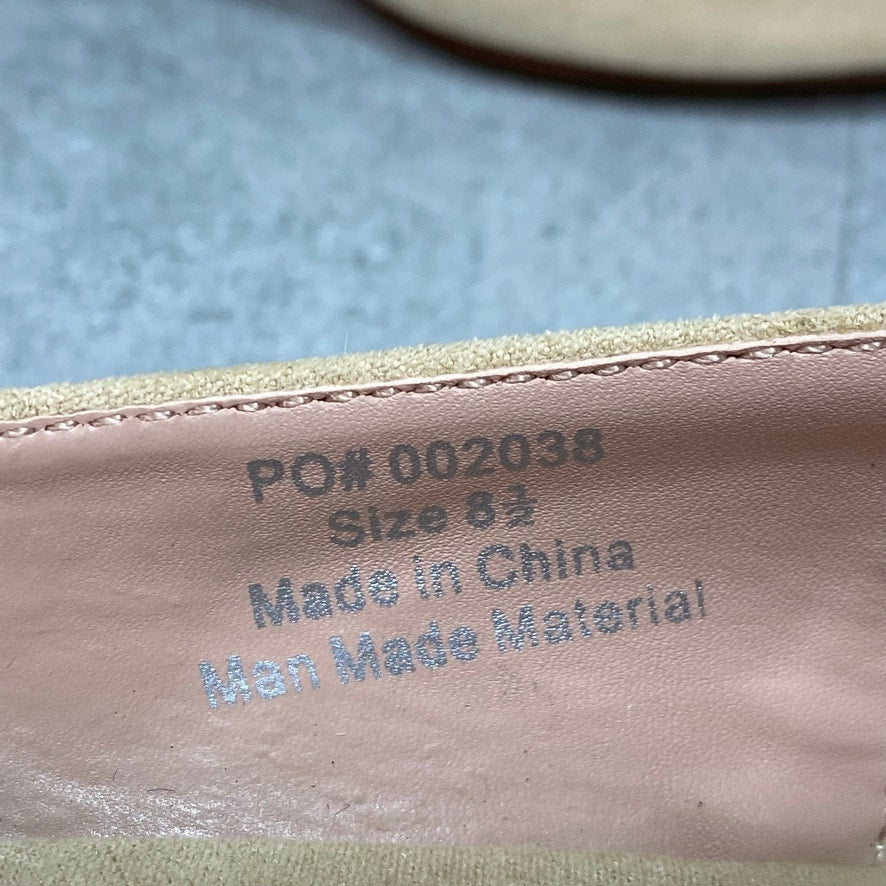 PO# 002038
Size 8½
Made in China
Man Made Material